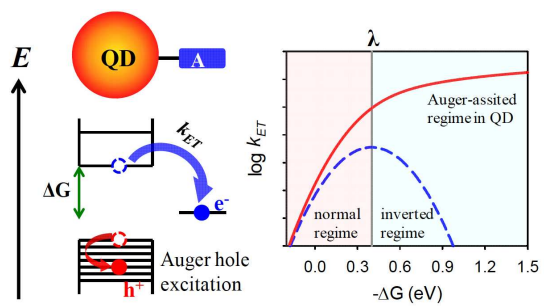 E
QD
A
k_ET
ΔG
e⁻
h⁺
Auger hole
excitation
λ
log k_ET
Auger-assited
regime in QD
normal
regime
inverted
regime
0.0 0.3 0.6 0.9 1.2 1.5
-ΔG (eV)